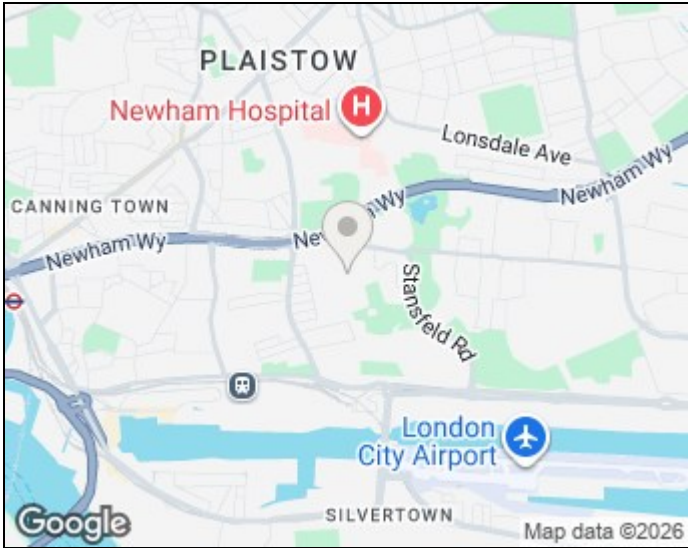 PLAISTOW
Newham Hospital
H
Lonsdale Ave
Newham Wy
CANNING TOWN
Newham Wy
Newham Wy
Stansfeld Rd
London
City Airport
SILVERTOWN
Google
Map data ©2026